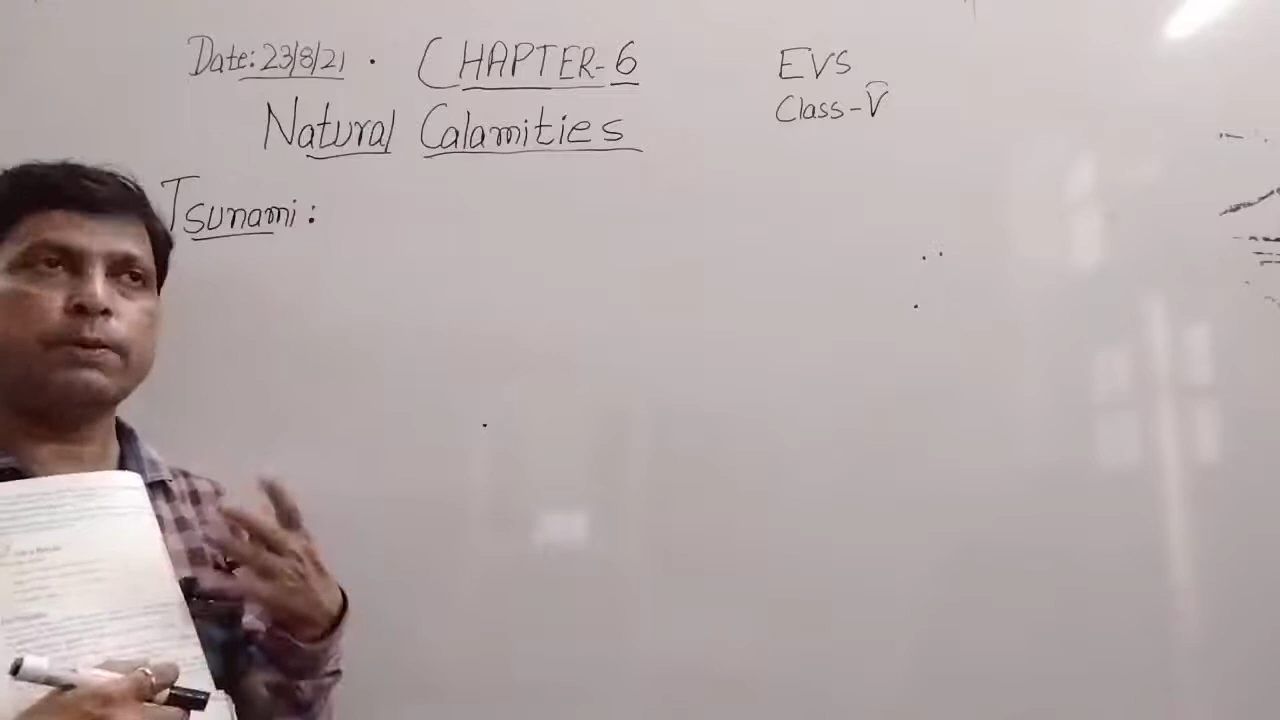 Date: 23/8/21 . CHAPTER-6
EVS
Natural Calamities
Class-V
Tsunami: